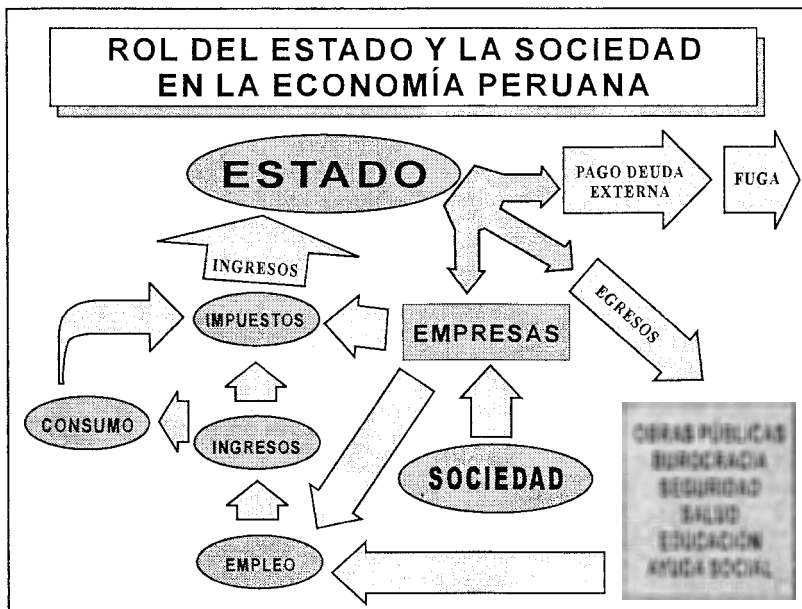 ROL DEL ESTADO Y LA SOCIEDAD
EN LA ECONOMÍA PERUANA
ESTADO
PAGO DEUDA
EXTERNA
FUGA
INGRESOS
IMPUESTOS
EMPRESAS
EGRESOS
CONSUMO
INGRESOS
SOCIEDAD
OBRAS PÚBLICAS
BUROCRACIA
SEGURIDAD
SALUD
EDUCACIÓN
AYUDA SOCIAL
EMPLEO